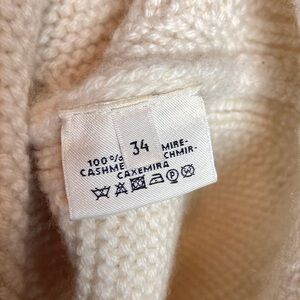 34
100% MIRE-
CASHME CHMIR-
CAXEMIRA
P